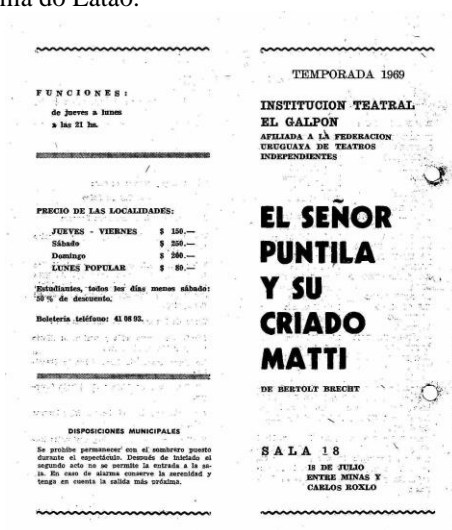 ma do Latão.
FUNCIONES:
de jueves a lunes
a las 21 hs.
PRECIO DE LAS LOCALIDADES:
JUEVES - VIERNES $ 150.—
Sábado $ 250.—
Domingo $ 200.—
LUNES POPULAR $ 80.—
Estudiantes, todos los días menos sábado:
50 % de descuento.
Boletería teléfono: 41 08 92.
DISPOSICIONES MUNICIPALES
Se prohibe permanecer con el sombrero puesto
durante el espectáculo. Después de iniciado el
segundo acto no se permite la entrada a la sa-
la. En caso de alarma conserve la serenidad y
tenga en cuenta la salida más próxima.
TEMPORADA 1969
INSTITUCION TEATRAL
EL GALPON
AFILIADA A LA FEDERACION
URUGUAYA DE TEATROS
INDEPENDIENTES
EL SEÑOR
PUNTILA
Y SU
CRIADO
MATTI
DE BERTOLT BRECHT
SALA 18
18 DE JULIO
ENTRE MINAS Y
CARLOS ROXLO